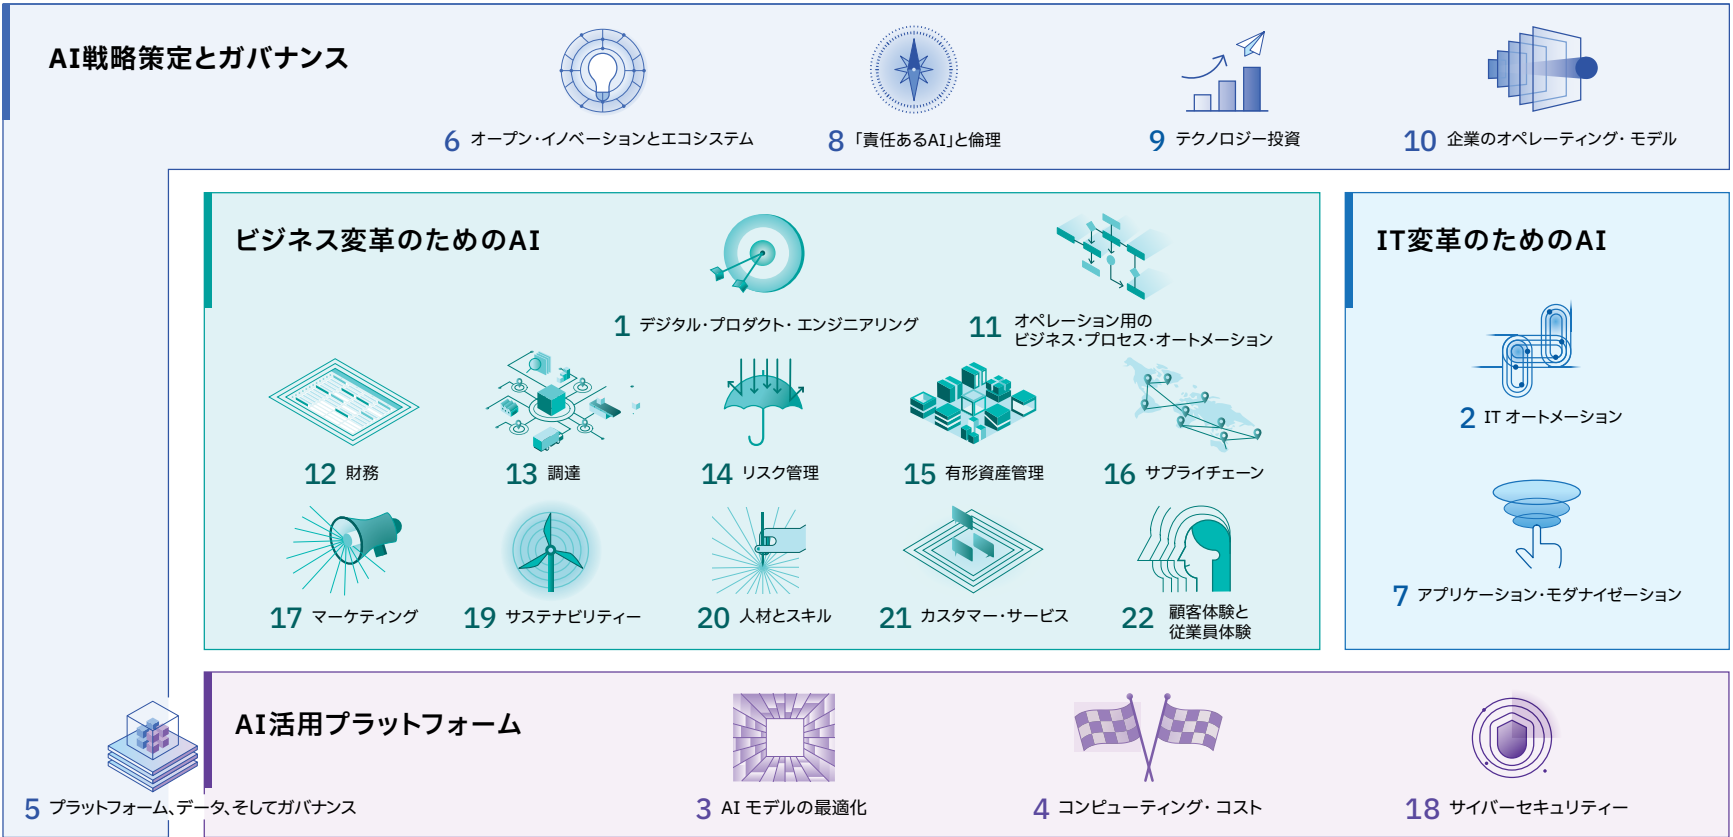 AI戦略策定とガバナンス
6 オープン・イノベーションとエコシステム
8 「責任あるAI」と倫理
9 テクノロジー投資
10 企業のオペレーティング・モデル
ビジネス変革のためのAI
1 デジタル・プロダクト・エンジニアリング
11 オペレーション用の
ビジネス・プロセス・オートメーション
12 財務
13 調達
14 リスク管理
15 有形資産管理
16 サプライチェーン
17 マーケティング
19 サステナビリティー
20 人材とスキル
21 カスタマー・サービス
22 顧客体験と
従業員体験
IT変革のためのAI
2 IT オートメーション
7 アプリケーション・モダナイゼーション
AI活用プラットフォーム
5 プラットフォーム、データ、そしてガバナンス
3 AI モデルの最適化
4 コンピューティング・コスト
18 サイバーセキュリティー